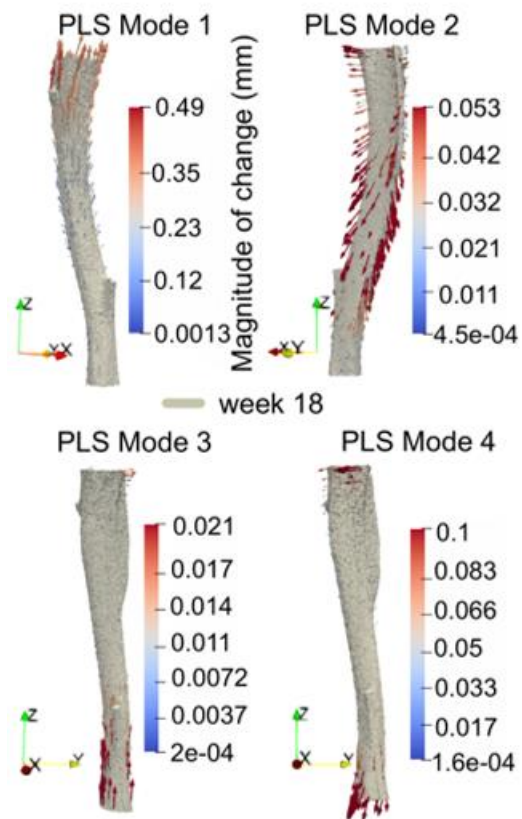 PLS Mode 1
0.49
0.35
0.23
0.12
0.0013
Z
Y
X
Magnitude of change (mm)
PLS Mode 2
0.053
0.042
0.032
0.021
0.011
4.5e-04
Z
X
Y
week 18
PLS Mode 3
0.021
0.017
0.014
0.011
0.0072
0.0037
2e-04
Z
X
Y
PLS Mode 4
0.1
0.083
0.066
0.05
0.033
0.017
1.6e-04
Z
X
Y